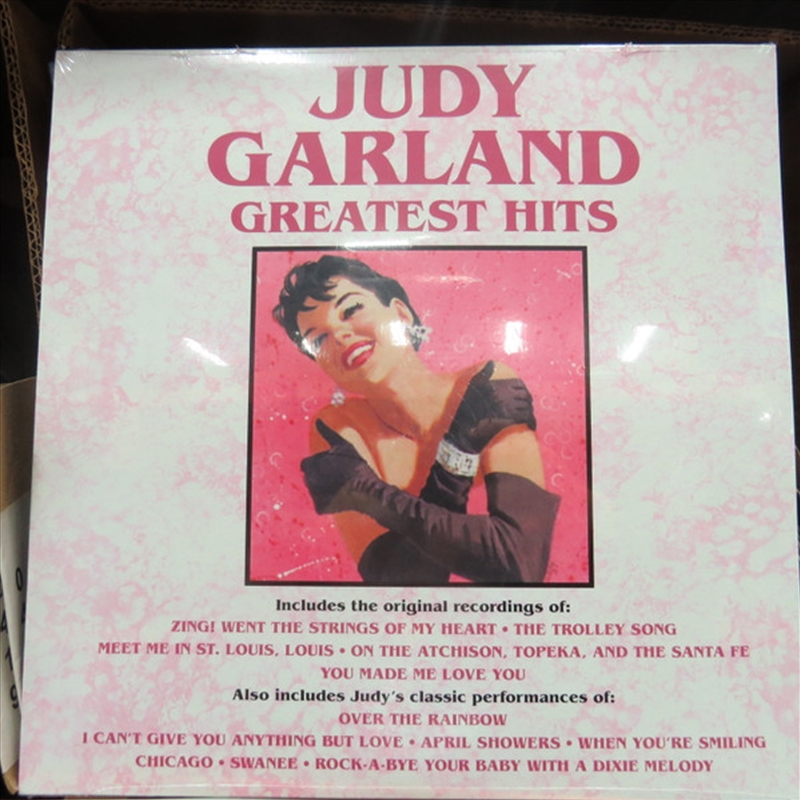 JUDY
GARLAND
GREATEST HITS
Includes the original recordings of:
ZING! WENT THE STRINGS OF MY HEART • THE TROLLEY SONG
MEET ME IN ST. LOUIS, LOUIS • ON THE ATCHISON, TOPEKA, AND THE SANTA FE
YOU MADE ME LOVE YOU
Also includes Judy's classic performances of:
OVER THE RAINBOW
I CAN'T GIVE YOU ANYTHING BUT LOVE • APRIL SHOWERS • WHEN YOU'RE SMILING
CHICAGO • SWANEE • ROCK-A-BYE YOUR BABY WITH A DIXIE MELODY